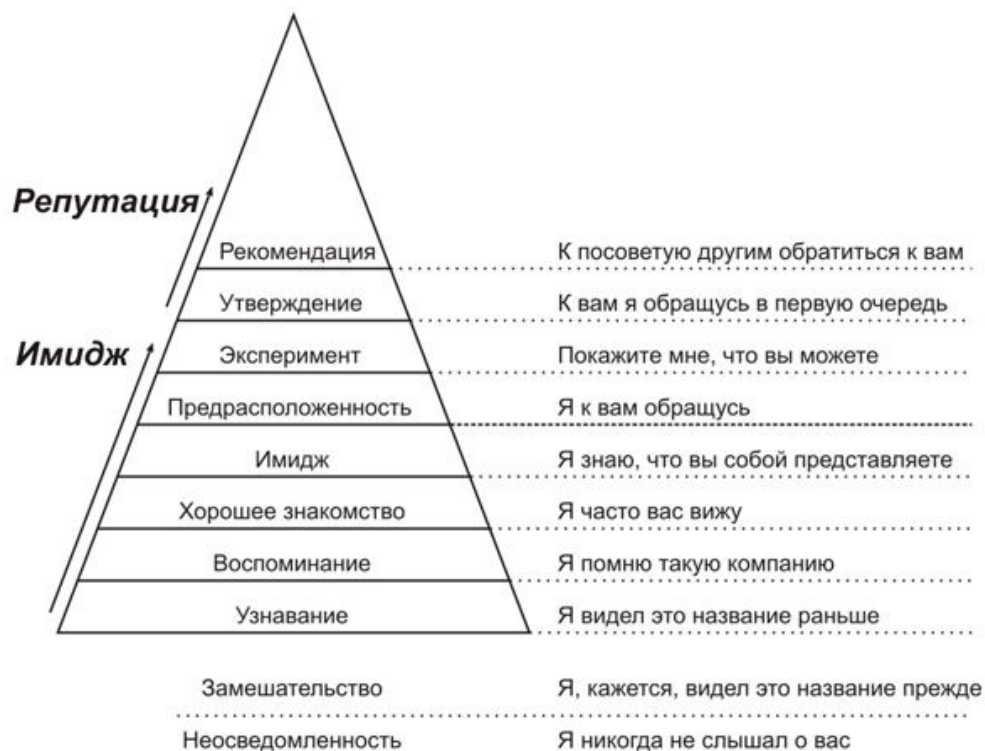 Репутация
Рекомендация К посоветую другим обратиться к вам
Утверждение К вам я обращусь в первую очередь
Имидж
Эксперимент Покажите мне, что вы можете
Предрасположенность Я к вам обращусь
Имидж Я знаю, что вы собой представляете
Хорошее знакомство Я часто вас вижу
Воспоминание Я помню такую компанию
Узнавание Я видел это название раньше
Замешательство Я, кажется, видел это название прежде
Неосведомленность Я никогда не слышал о вас